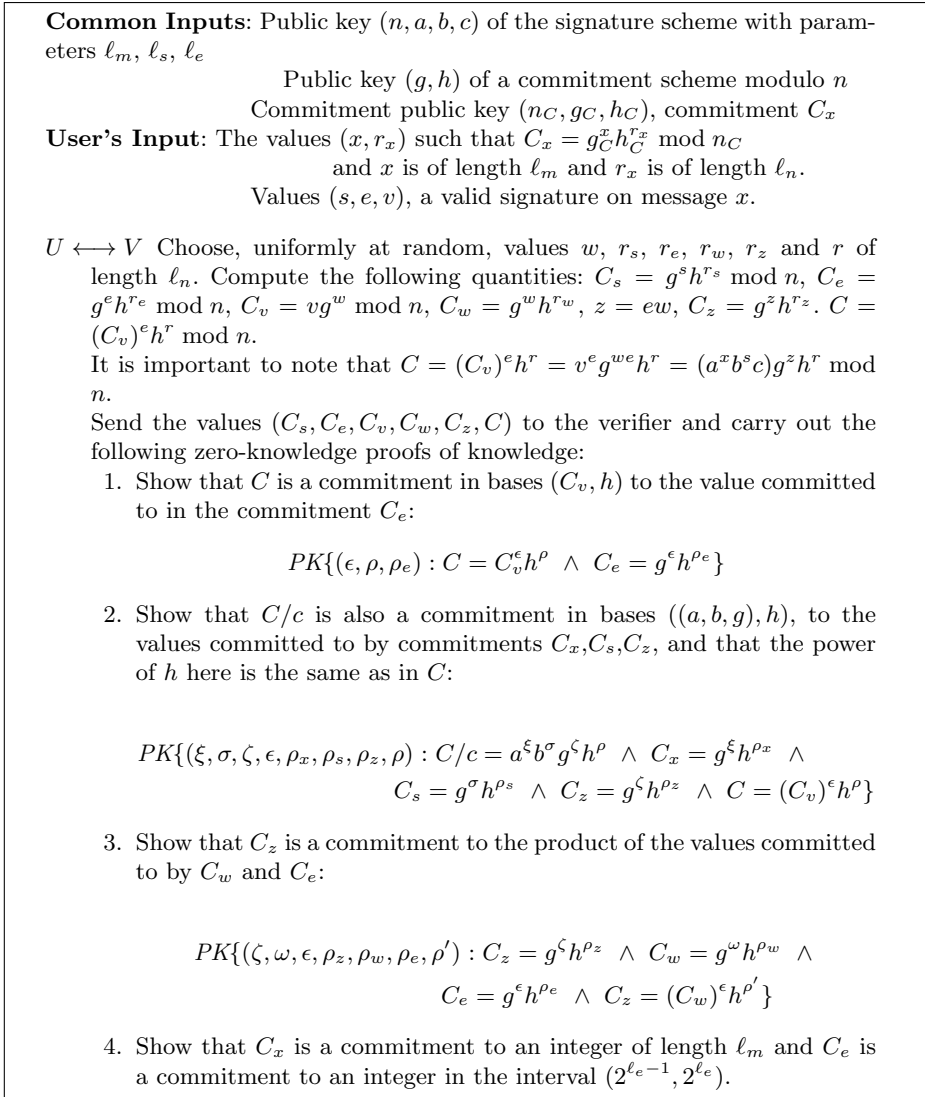 Common Inputs: Public key (n, a, b, c) of the signature scheme with param-
eters ℓ_m, ℓ_s, ℓ_e
Public key (g, h) of a commitment scheme modulo n
Commitment public key (n_C, g_C, h_C), commitment C_x
User's Input: The values (x, r_x) such that C_x = g_C^x h_C^{r_x} mod n_C
and x is of length ℓ_m and r_x is of length ℓ_n.
Values (s, e, v), a valid signature on message x.
U ⟷ V Choose, uniformly at random, values w, r_s, r_e, r_w, r_z and r of
length ℓ_n. Compute the following quantities: C_s = g^s h^{r_s} mod n, C_e =
g^e h^{r_e} mod n, C_v = vg^w mod n, C_w = g^w h^{r_w}, z = ew, C_z = g^z h^{r_z}. C =
(C_v)^e h^r mod n.
It is important to note that C = (C_v)^e h^r = v^e g^{we} h^r = (a^x b^s c)g^z h^r mod
n.
Send the values (C_s, C_e, C_v, C_w, C_z, C) to the verifier and carry out the
following zero-knowledge proofs of knowledge:
1. Show that C is a commitment in bases (C_v, h) to the value committed
to in the commitment C_e:
PK{(ϵ, ρ, ρ_e) : C = C_v^ϵ h^ρ ∧ C_e = g^ϵ h^{ρ_e}}
2. Show that C/c is also a commitment in bases ((a, b, g), h), to the
values committed to by commitments C_x,C_s,C_z, and that the power
of h here is the same as in C:
PK{(ξ, σ, ζ, ϵ, ρ_x, ρ_s, ρ_z, ρ) : C/c = a^ξ b^σ g^ζ h^ρ ∧ C_x = g^ξ h^{ρ_x} ∧
C_s = g^σ h^{ρ_s} ∧ C_z = g^ζ h^{ρ_z} ∧ C = (C_v)^ϵ h^ρ}
3. Show that C_z is a commitment to the product of the values committed
to by C_w and C_e:
PK{(ζ, ω, ϵ, ρ_z, ρ_w, ρ_e, ρ′) : C_z = g^ζ h^{ρ_z} ∧ C_w = g^ω h^{ρ_w} ∧
C_e = g^ϵ h^{ρ_e} ∧ C_z = (C_w)^ϵ h^{ρ′}}
4. Show that C_x is a commitment to an integer of length ℓ_m and C_e is
a commitment to an integer in the interval (2^{ℓ_e−1}, 2^{ℓ_e}).